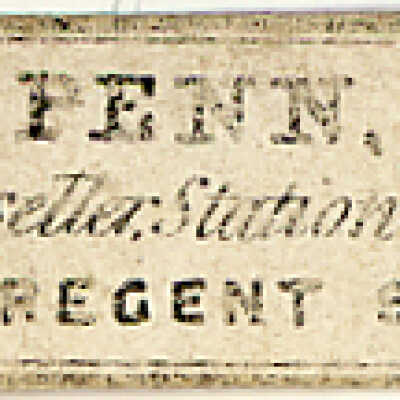 PENN,
eller, Station
REGENT S